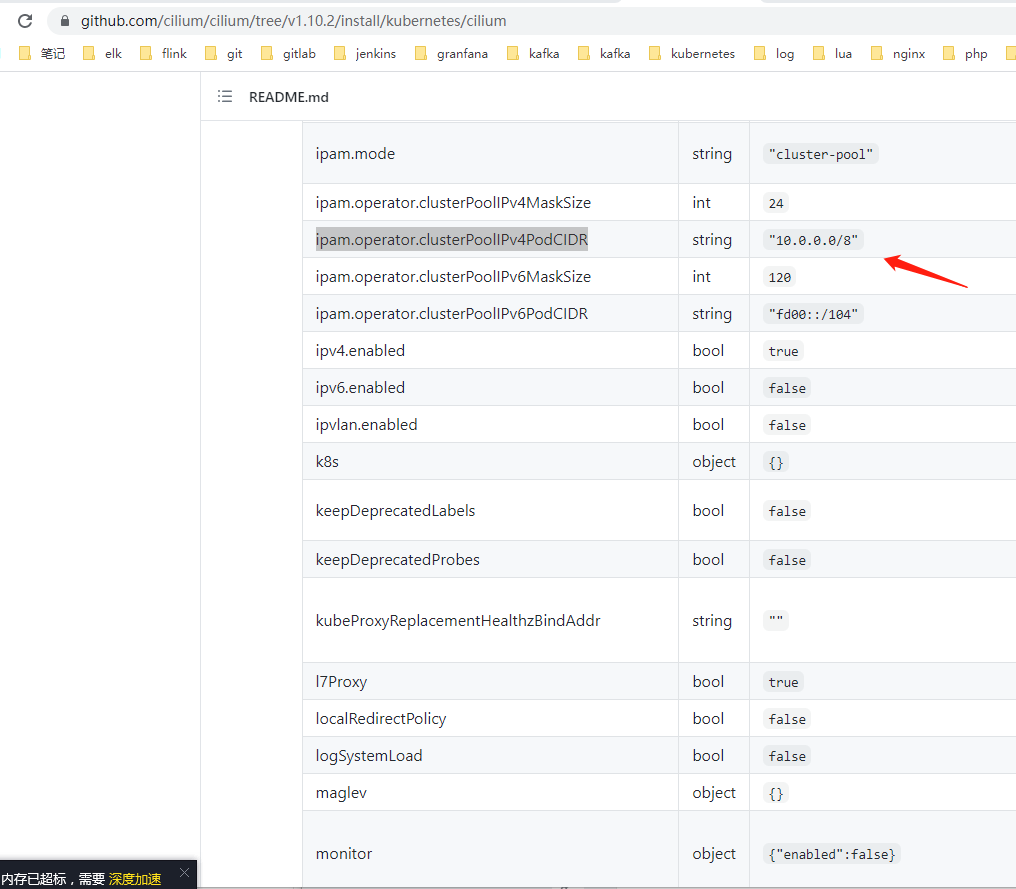 github.com/cilium/cilium/tree/v1.10.2/install/kubernetes/cilium
笔记 elk flink git gitlab jenkins granfana kafka kafka kubernetes log lua nginx php
README.md
ipam.mode string "cluster-pool"
ipam.operator.clusterPoolIPv4MaskSize int 24
ipam.operator.clusterPoolIPv4PodCIDR string "10.0.0.0/8"
ipam.operator.clusterPoolIPv6MaskSize int 120
ipam.operator.clusterPoolIPv6PodCIDR string "fd00::/104"
ipv4.enabled bool true
ipv6.enabled bool false
ipvlan.enabled bool false
k8s object {}
keepDeprecatedLabels bool false
keepDeprecatedProbes bool false
kubeProxyReplacementHealthzBindAddr string ""
l7Proxy bool true
localRedirectPolicy bool false
logSystemLoad bool false
maglev object {}
monitor object {"enabled":false}
内存已超标，需要 深度加速